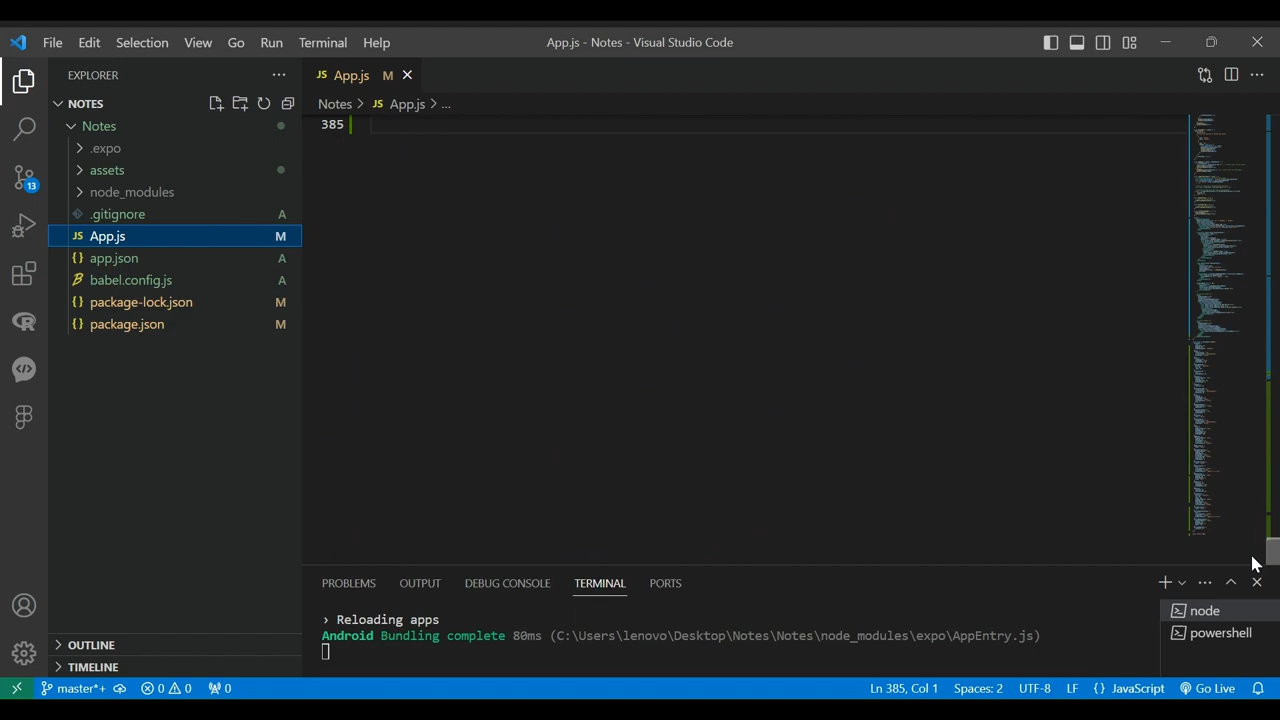 File Edit Selection View Go Run Terminal Help
App.js - Notes - Visual Studio Code
EXPLORER
NOTES
Notes
.expo
assets
node_modules
.gitignore A
JS App.js M
{} app.json A
babel.config.js A
{} package-lock.json M
{} package.json M
OUTLINE
TIMELINE
13
JS App.js M
Notes > JS App.js > ...
385
PROBLEMS OUTPUT DEBUG CONSOLE TERMINAL PORTS
› Reloading apps
Android Bundling complete 80ms (C:\Users\lenovo\Desktop\Notes\Notes\node_modules\expo\AppEntry.js)
node
powershell
master*+ 0 0 0 Ln 385, Col 1 Spaces: 2 UTF-8 LF {} JavaScript Go Live